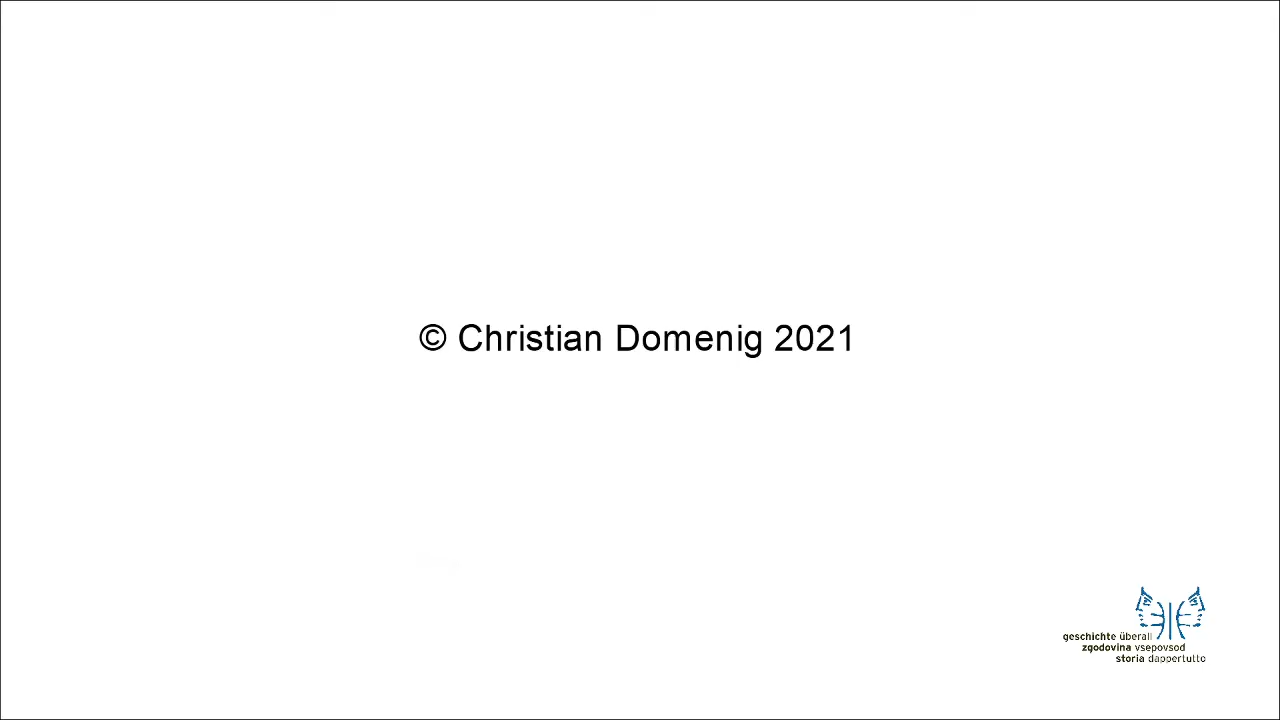 © Christian Domenig 2021
geschichte überall
zgodovina vsepovsod
storia dappertutto